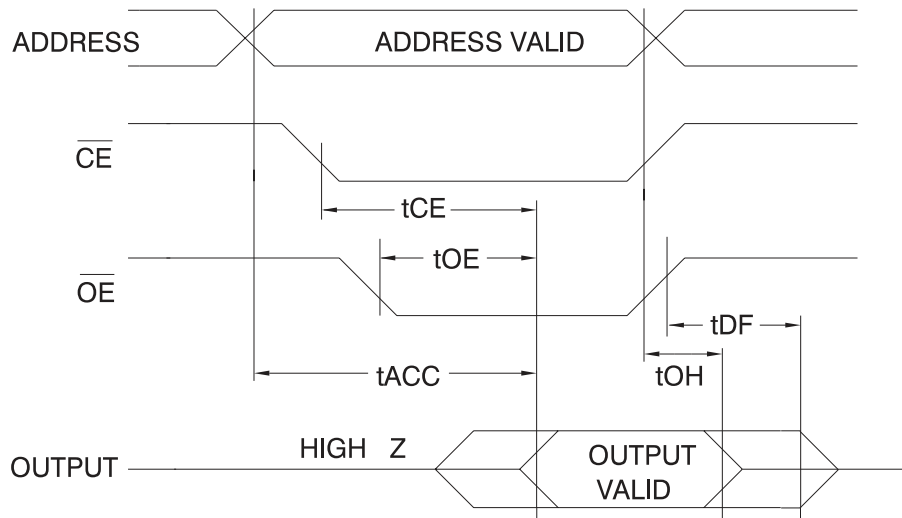 ADDRESS
ADDRESS VALID
CE
tCE
tOE
OE
tDF
tACC
tOH
HIGH Z
OUTPUT
OUTPUT
VALID